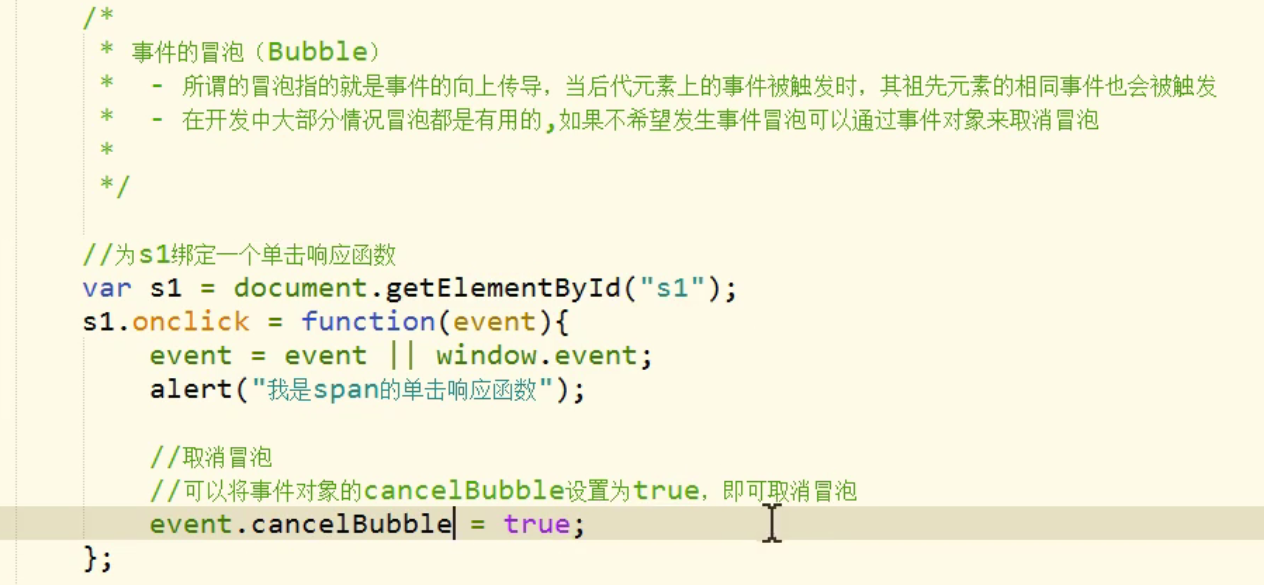 /*
* 事件的冒泡（Bubble）
* - 所谓的冒泡指的就是事件的向上传导，当后代元素上的事件被触发时，其祖先元素的相同事件也会被触发
* - 在开发中大部分情况冒泡都是有用的,如果不希望发生事件冒泡可以通过事件对象来取消冒泡
*
*/
//为s1绑定一个单击响应函数
var s1 = document.getElementById("s1");
s1.onclick = function(event){
event = event || window.event;
alert("我是span的单击响应函数");
//取消冒泡
//可以将事件对象的cancelBubble设置为true，即可取消冒泡
event.cancelBubble = true;
};